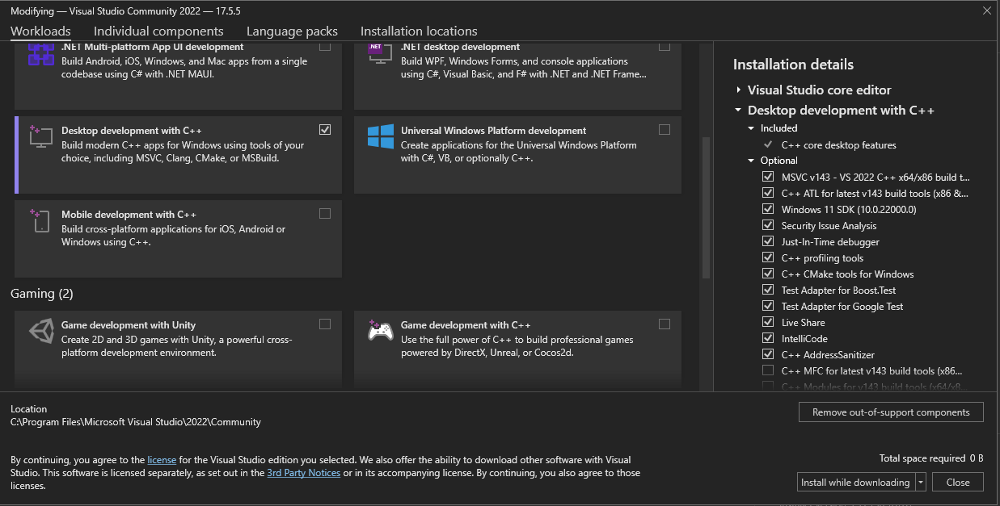 Modifying — Visual Studio Community 2022 — 17.5.5
Workloads
Individual components
Language packs
Installation locations
.NET Multi-platform App UI development
Build Android, iOS, Windows, and Mac apps from a single
codebase using C# with .NET MAUI.
.NET
.NET desktop development
Build WPF, Windows Forms, and console applications
using C#, Visual Basic, and F# with .NET and .NET Frame...
Desktop development with C++
Build modern C++ apps for Windows using tools of your
choice, including MSVC, Clang, CMake, or MSBuild.
Universal Windows Platform development
Create applications for the Universal Windows Platform
with C#, VB, or optionally C++.
Mobile development with C++
Build cross-platform applications for iOS, Android or
Windows using C++.
Gaming (2)
Game development with Unity
Create 2D and 3D games with Unity, a powerful cross-
platform development environment.
Game development with C++
Use the full power of C++ to build professional games
powered by DirectX, Unreal, or Cocos2d.
Installation details
Visual Studio core editor
Desktop development with C++
Included
C++ core desktop features
Optional
MSVC v143 - VS 2022 C++ x64/x86 build t...
C++ ATL for latest v143 build tools (x86 &...
Windows 11 SDK (10.0.22000.0)
Security Issue Analysis
Just-In-Time debugger
C++ profiling tools
C++ CMake tools for Windows
Test Adapter for Boost.Test
Test Adapter for Google Test
Live Share
IntelliCode
C++ AddressSanitizer
C++ MFC for latest v143 build tools (x86...
C++ Modules for v143 build tools (x64/x8...
Location
C:\Program Files\Microsoft Visual Studio\2022\Community
Remove out-of-support components
By continuing, you agree to the license for the Visual Studio edition you selected. We also offer the ability to download other software with Visual
Studio. This software is licensed separately, as set out in the 3rd Party Notices or in its accompanying license. By continuing, you also agree to those
licenses.
Total space required 0 B
Install while downloading
Close